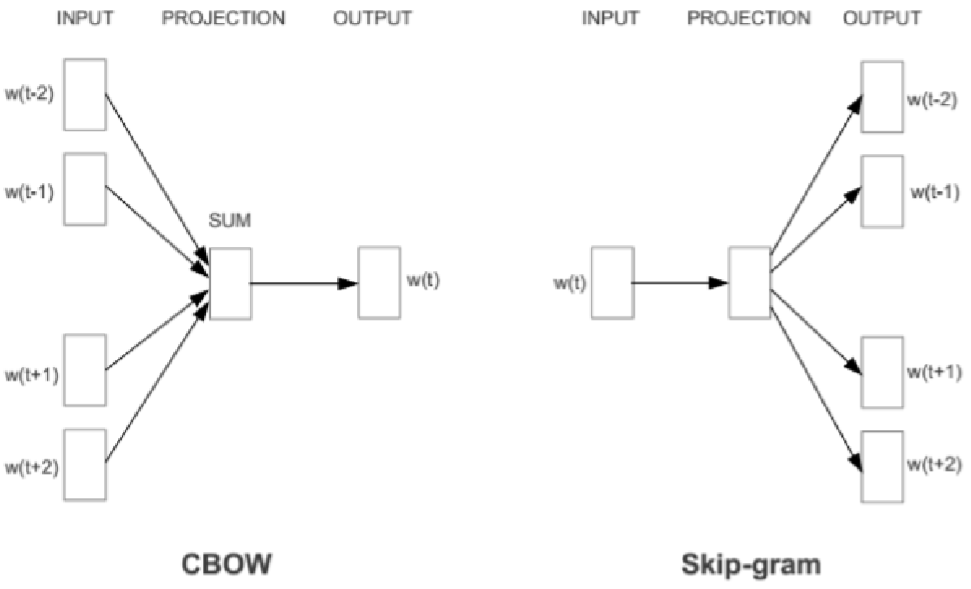 INPUT PROJECTION OUTPUT
w(t-2)
w(t-1)
SUM
w(t)
w(t+1)
w(t+2)
CBOW
INPUT PROJECTION OUTPUT
w(t-2)
w(t-1)
w(t)
w(t+1)
w(t+2)
Skip-gram